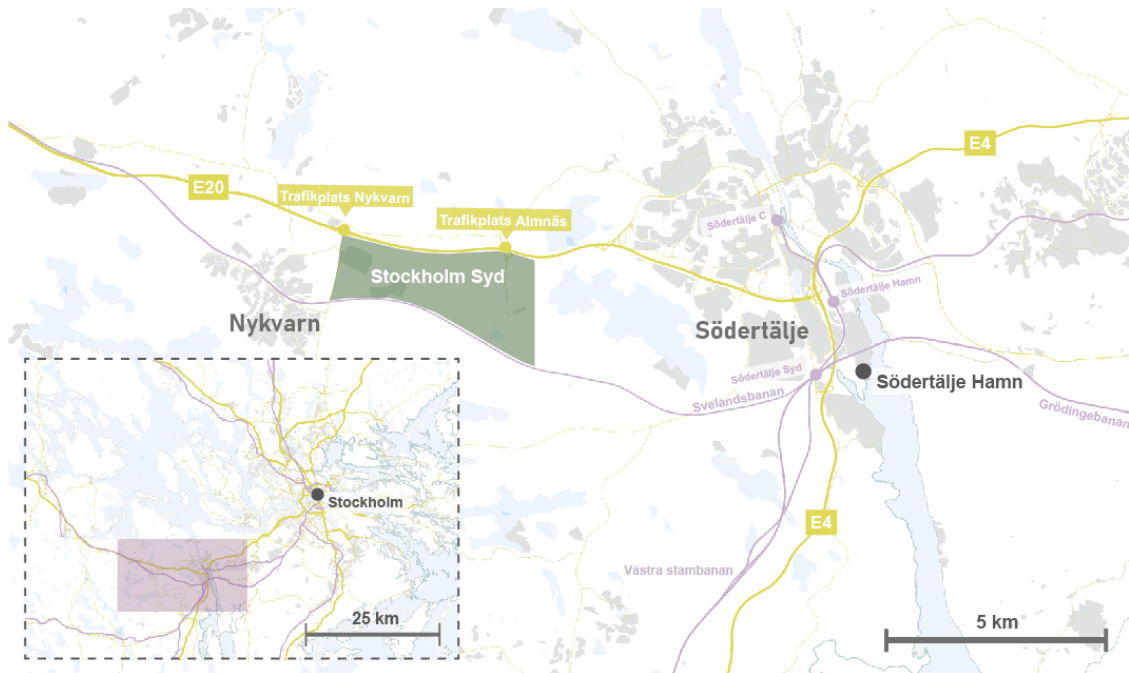 E4
E20
Trafikplats Nykvarn
Trafikplats Almnäs
Södertälje C
Stockholm Syd
Södertälje Hamn
Nykvarn
Södertälje
Södertälje Syd
Södertälje Hamn
Svelandsbanan
Grödingebanan
Stockholm
E4
Västra stambanan
25 km
5 km